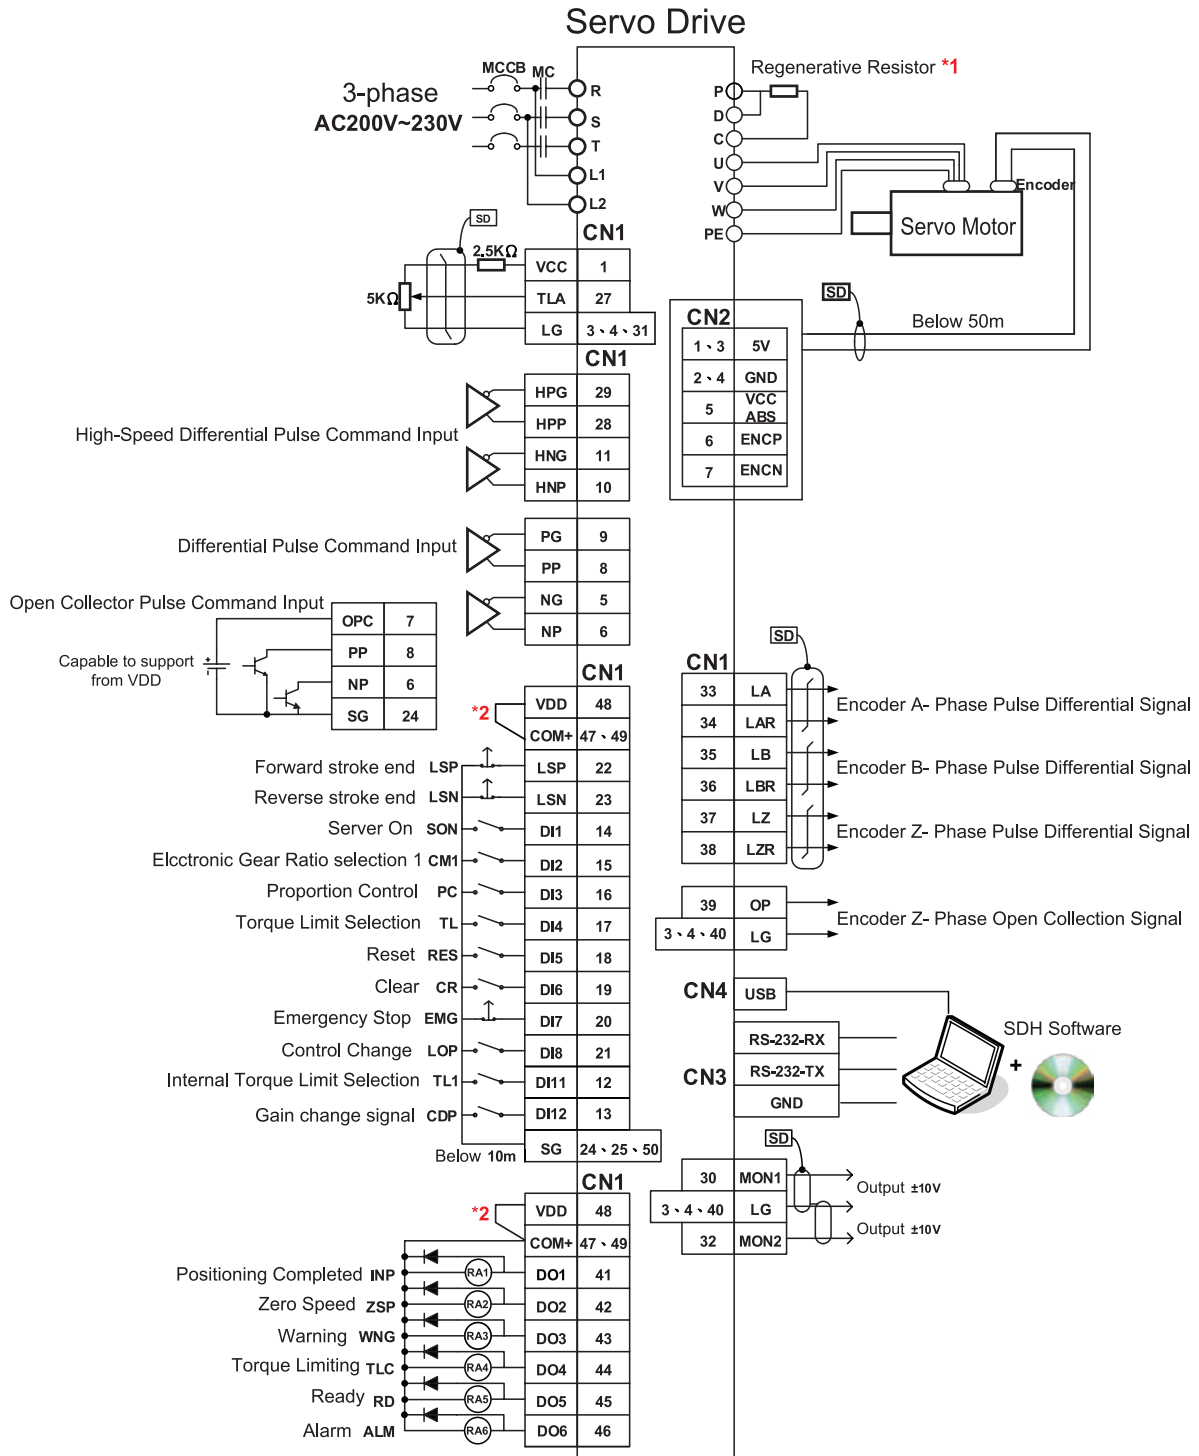 Servo Drive
3-phase
AC200V~230V
MCCB
MC
R
S
T
L1
L2
P
D
C
U
V
W
PE
Regenerative Resistor *1
Encoder
Servo Motor
SD
Below 50m
SD
2.5KΩ
5KΩ
CN1
VCC 1
TLA 27
LG 3、4、31
CN2
1、3 5V
2、4 GND
5 VCC ABS
6 ENCP
7 ENCN
CN1
High-Speed Differential Pulse Command Input
HPG 29
HPP 28
HNG 11
HNP 10
Differential Pulse Command Input
PG 9
PP 8
NG 5
NP 6
Open Collector Pulse Command Input
Capable to support
from VDD
+
-
OPC 7
PP 8
NP 6
SG 24
CN1
*2
VDD 48
COM+ 47、49
Forward stroke end LSP LSP 22
Reverse stroke end LSN LSN 23
Server On SON DI1 14
Elcctronic Gear Ratio selection 1 CM1 DI2 15
Proportion Control PC DI3 16
Torque Limit Selection TL DI4 17
Reset RES DI5 18
Clear CR DI6 19
Emergency Stop EMG DI7 20
Control Change LOP DI8 21
Internal Torque Limit Selection TL1 DI11 12
Gain change signal CDP DI12 13
Below 10m SG 24、25、50
CN1
*2
VDD 48
COM+ 47、49
Positioning Completed INP RA1 DO1 41
Zero Speed ZSP RA2 DO2 42
Warning WNG RA3 DO3 43
Torque Limiting TLC RA4 DO4 44
Ready RD RA5 DO5 45
Alarm ALM RA6 DO6 46
SD
CN1
33 LA
34 LAR
Encoder A- Phase Pulse Differential Signal
35 LB
36 LBR
Encoder B- Phase Pulse Differential Signal
37 LZ
38 LZR
Encoder Z- Phase Pulse Differential Signal
39 OP
3、4、40 LG
Encoder Z- Phase Open Collection Signal
CN4 USB
CN3
RS-232-RX
RS-232-TX
GND
SDH Software
+
SD
30 MON1
3、4、40 LG
32 MON2
Output ±10V
Output ±10V